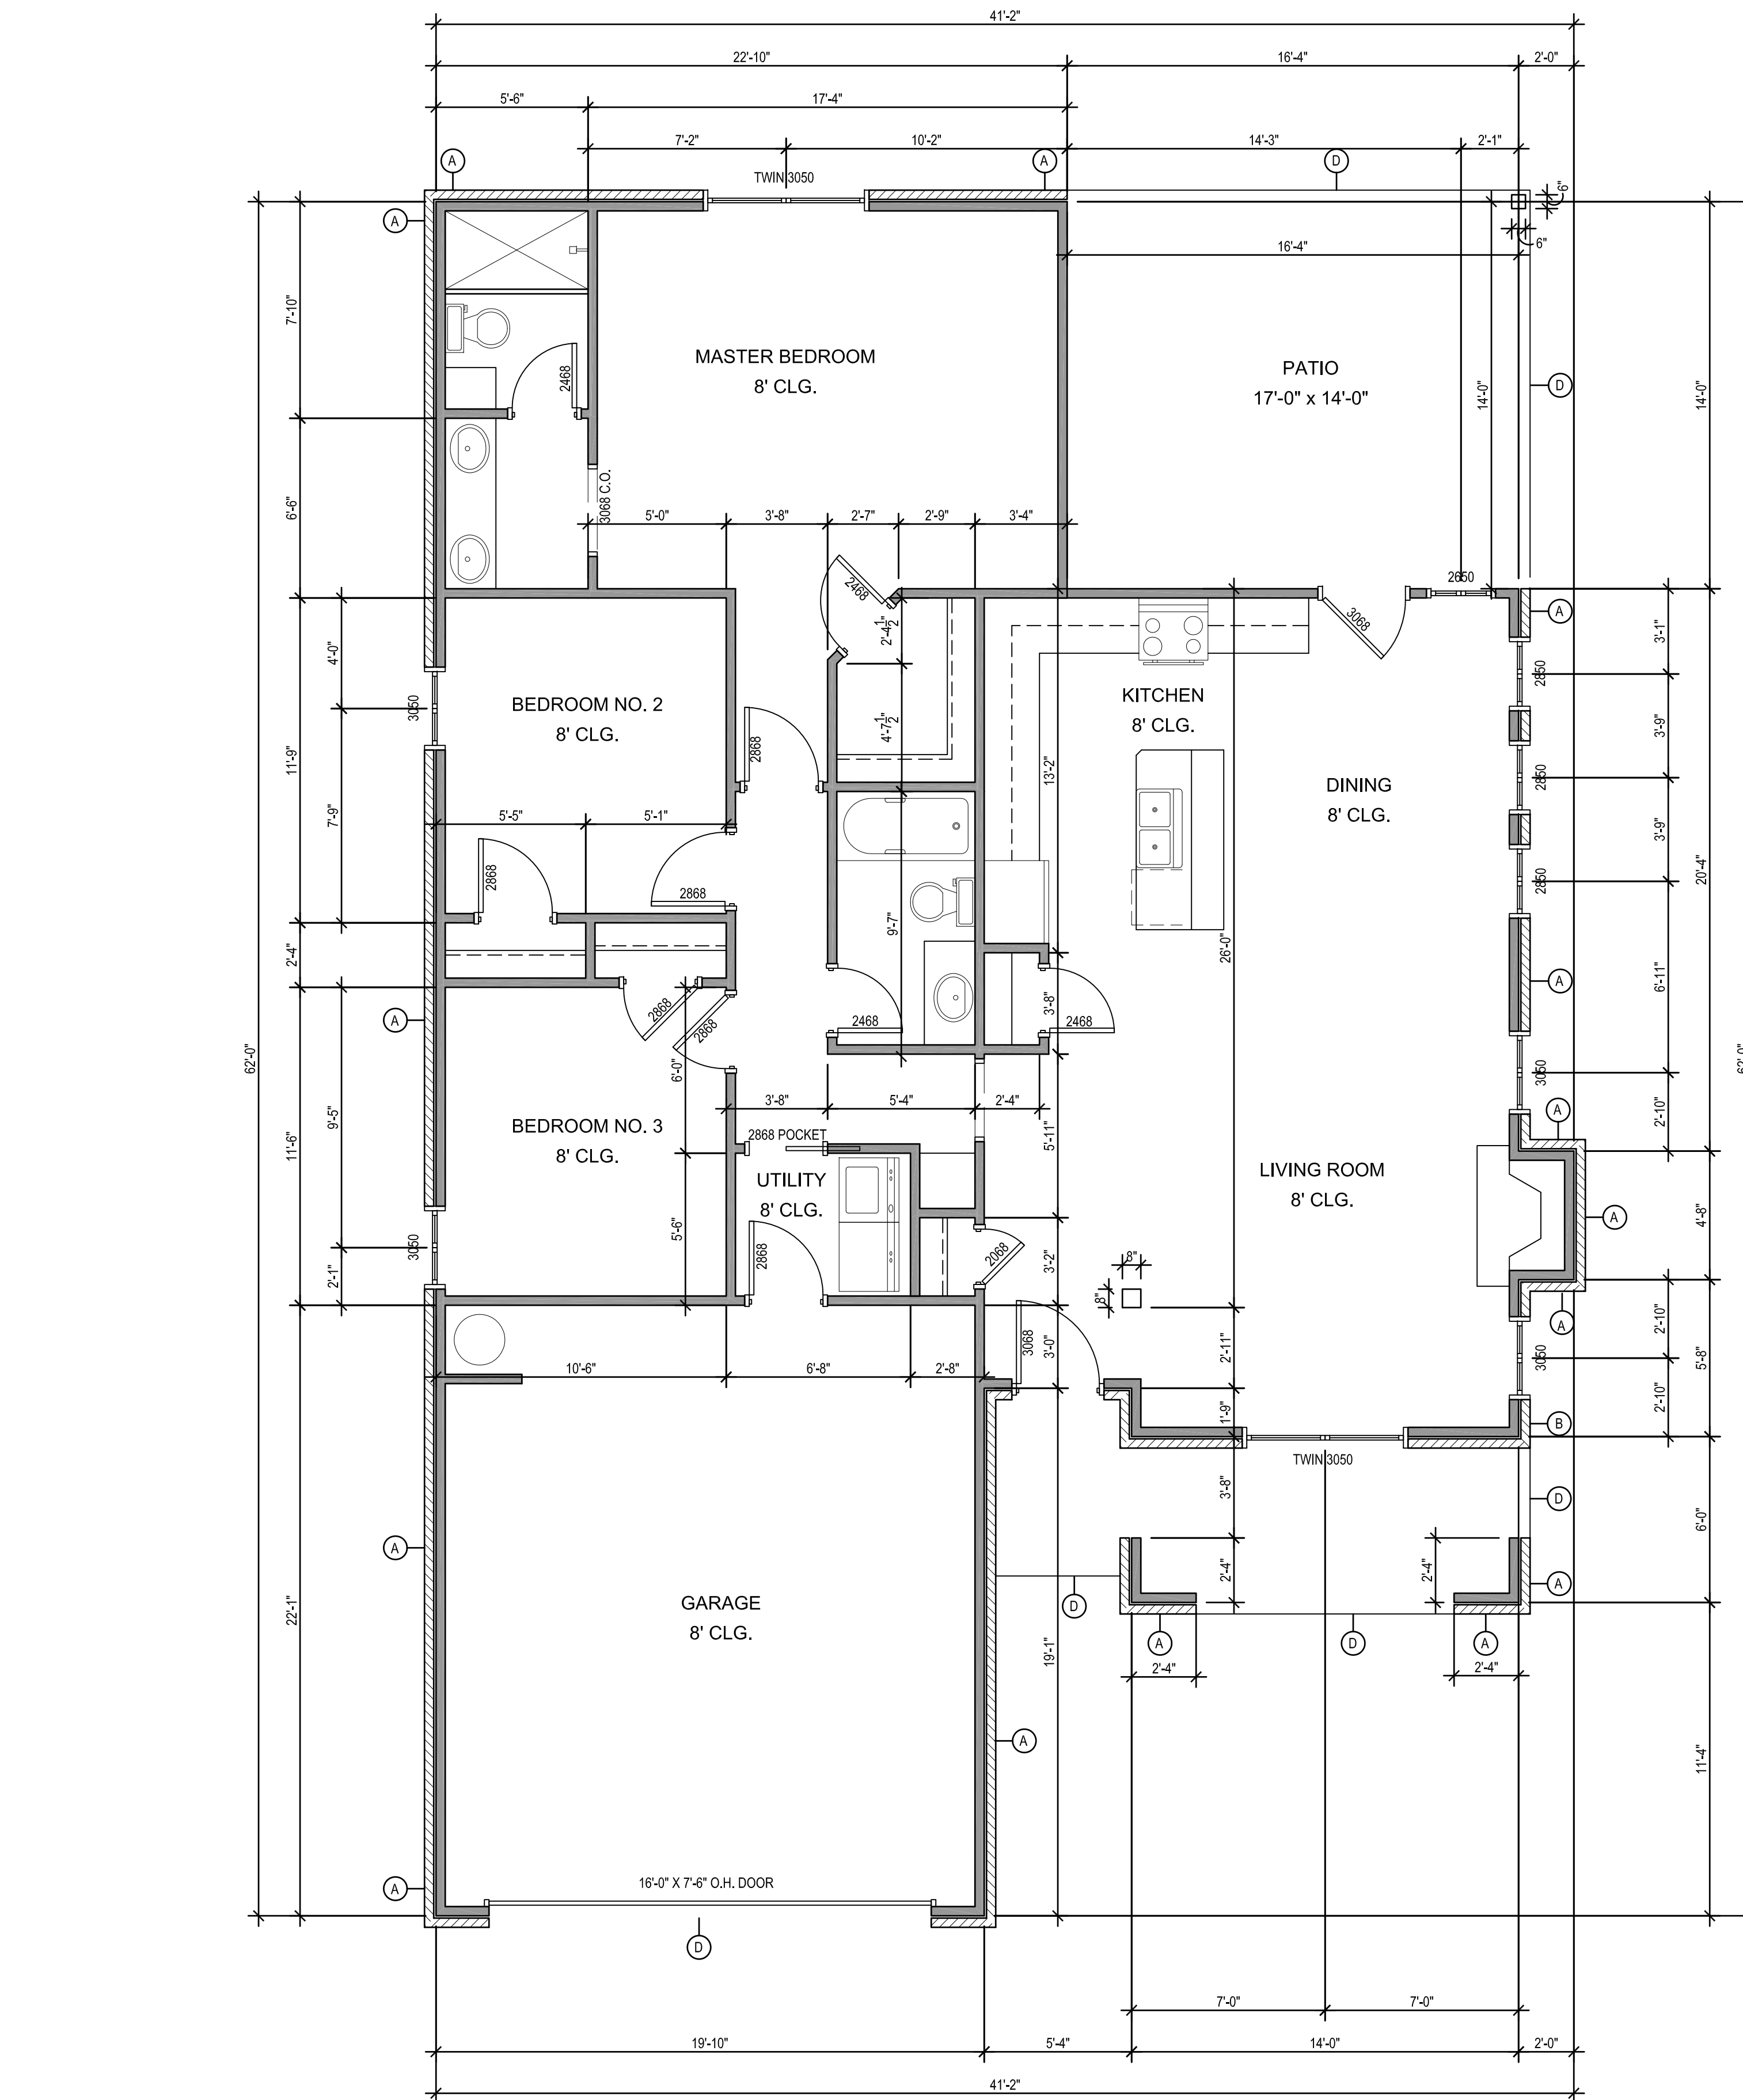 41'-2"
22'-10"
16'-4"
2'-0"
5'-6"
17'-4"
7'-2"
10'-2"
14'-3"
2'-1"
A
A
D
TWIN 3050
6"
6"
A
16'-4"
7'-10"
2468
MASTER BEDROOM
8' CLG.
PATIO
17'-0" x 14'-0"
14'-0"
D
14'-0"
6'-6"
3068 C.O.
5'-0"
3'-8"
2'-7"
2'-9"
3'-4"
2468
2'-4 1/2"
2650
3068
A
3'-1"
4'-0"
3050
BEDROOM NO. 2
8' CLG.
2868
4'-7 1/2"
KITCHEN
8' CLG.
13'-2"
2850
3'-9"
11'-9"
7'-9"
5'-5"
5'-1"
2868
2868
DINING
8' CLG.
2850
3'-9"
2850
20'-4"
9'-7"
26'-0"
2'-4"
A
2868
2868
2468
3'-8"
2468
A
6'-11"
62'-0"
62'-0"
6'-0"
3050
9'-5"
11'-6"
3'-8"
5'-4"
2'-4"
A
2'-10"
BEDROOM NO. 3
8' CLG.
2868 POCKET
5'-11"
UTILITY
8' CLG.
LIVING ROOM
8' CLG.
A
4'-8"
3050
2'-1"
5'-6"
2868
2068
3'-2"
8"
8"
A
2'-10"
3068
3'-0"
2'-11"
3050
5'-8"
10'-6"
6'-8"
2'-8"
1'-9"
2'-10"
B
TWIN 3050
3'-8"
D
6'-0"
A
22'-1"
GARAGE
8' CLG.
D
2'-4"
2'-4"
A
A
D
A
2'-4"
2'-4"
19'-1"
A
11'-4"
A
16'-0" X 7'-6" O.H. DOOR
D
7'-0"
7'-0"
19'-10"
5'-4"
14'-0"
2'-0"
41'-2"